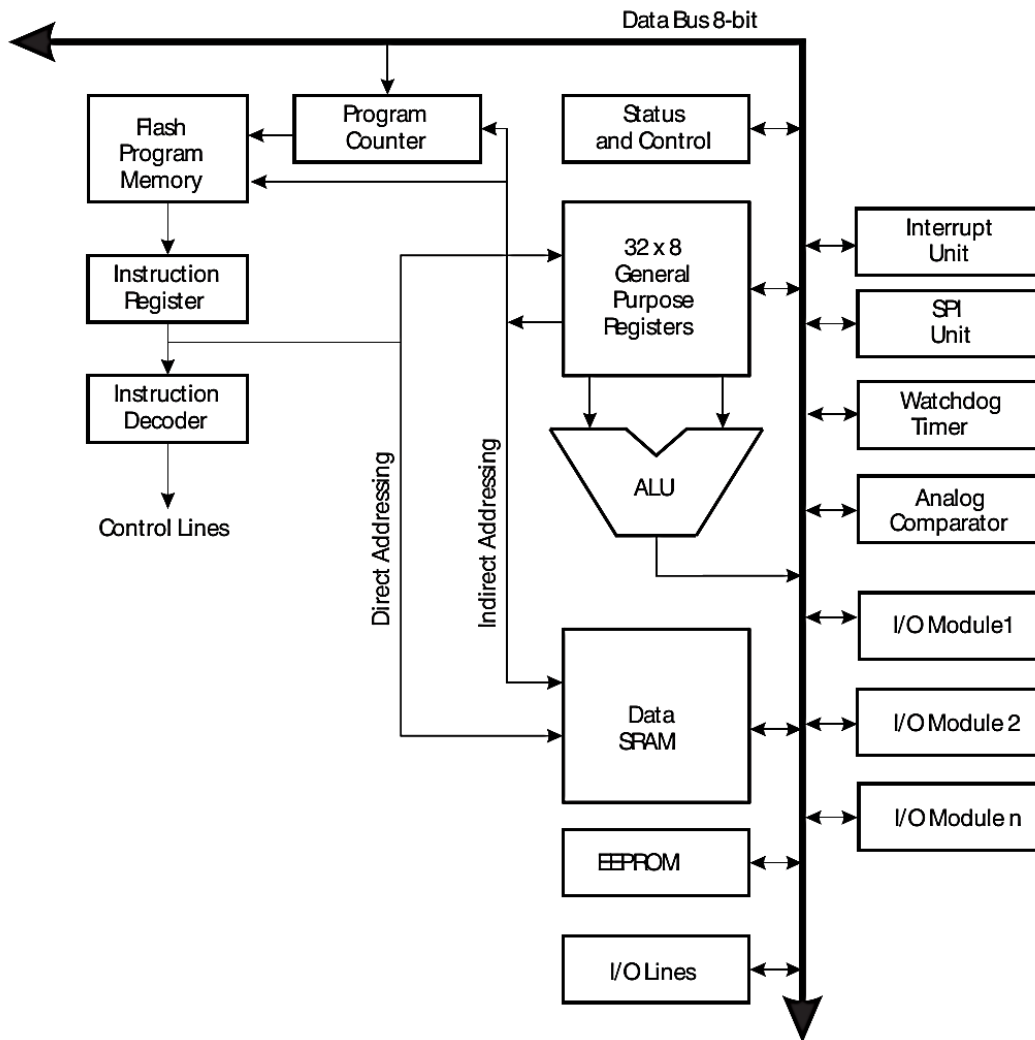 Data Bus 8-bit
Flash
Program
Memory
Program
Counter
Status
and Control
Interrupt
Unit
32 x 8
General
Purpose
Registers
Instruction
Register
SPI
Unit
Instruction
Decoder
Watchdog
Timer
Direct Addressing
Indirect Addressing
ALU
Analog
Comparator
Control Lines
I/O Module1
Data
SRAM
I/O Module 2
I/O Module n
EEPROM
I/O Lines